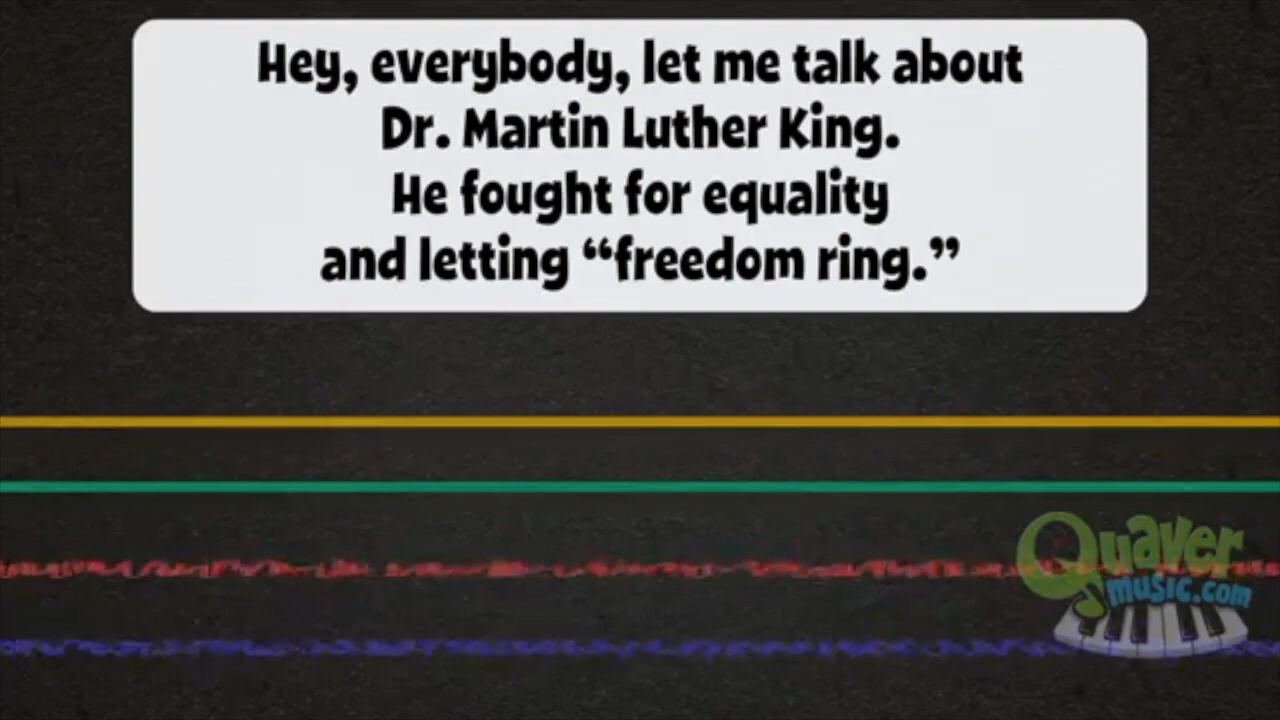 Hey, everybody, let me talk about
Dr. Martin Luther King.
He fought for equality
and letting “freedom ring.”
Quaver
music.com